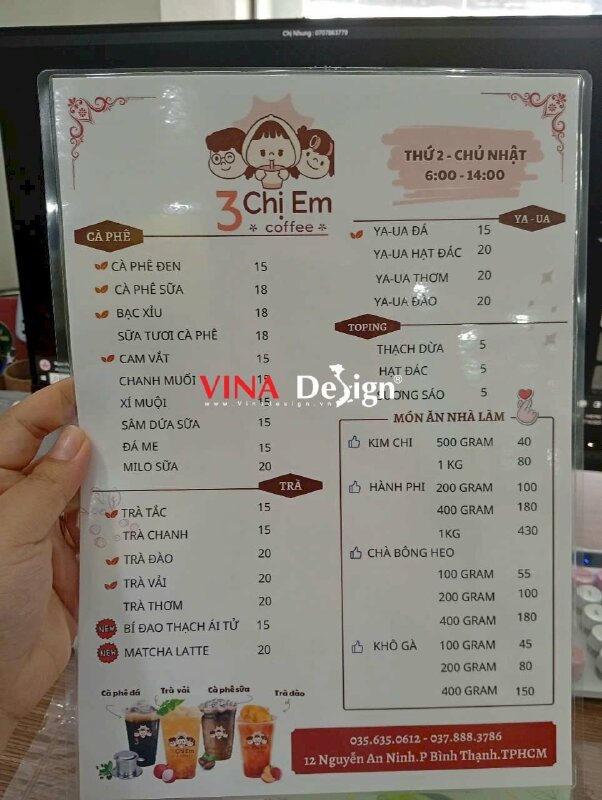 Chị Nhung : 0707863779
3 Chị Em
coffee
THỨ 2 - CHỦ NHẬT
6:00 - 14:00
CÀ PHÊ
CÀ PHÊ ĐEN 15
CÀ PHÊ SỮA 18
BẠC XỈU 18
SỮA TƯƠI CÀ PHÊ 18
CAM VẮT 15
CHANH MUỐI 15
XÍ MUỘI 15
SÂM DỨA SỮA 15
ĐÁ ME 15
MILO SỮA 20
TRÀ
TRÀ TẮC 15
TRÀ CHANH 15
TRÀ ĐÀO 20
TRÀ VẢI 20
TRÀ THƠM 20
NEW BÍ ĐAO THẠCH ÁI TỬ 15
NEW MATCHA LATTE 20
Cà phê đá Trà vải Cà phê sữa Trà đào
YA - UA
YA-UA ĐÁ 15
YA-UA HẠT ĐÁC 20
YA-UA THƠM 20
YA-UA ĐÀO 20
TOPING
THẠCH DỪA 5
HẠT ĐÁC 5
SƯƠNG SÁO 5
VINA Design®
www.VinaDesign.vn
MÓN ĂN NHÀ LÀM
KIM CHI 500 GRAM 40
1 KG 80
HÀNH PHI 200 GRAM 100
400 GRAM 180
1KG 430
CHÀ BÔNG HEO
100 GRAM 55
200 GRAM 100
400 GRAM 180
KHÔ GÀ 100 GRAM 45
200 GRAM 80
400 GRAM 150
035.635.0612 - 037.888.3786
12 Nguyễn An Ninh.P Bình Thạnh.TPHCM